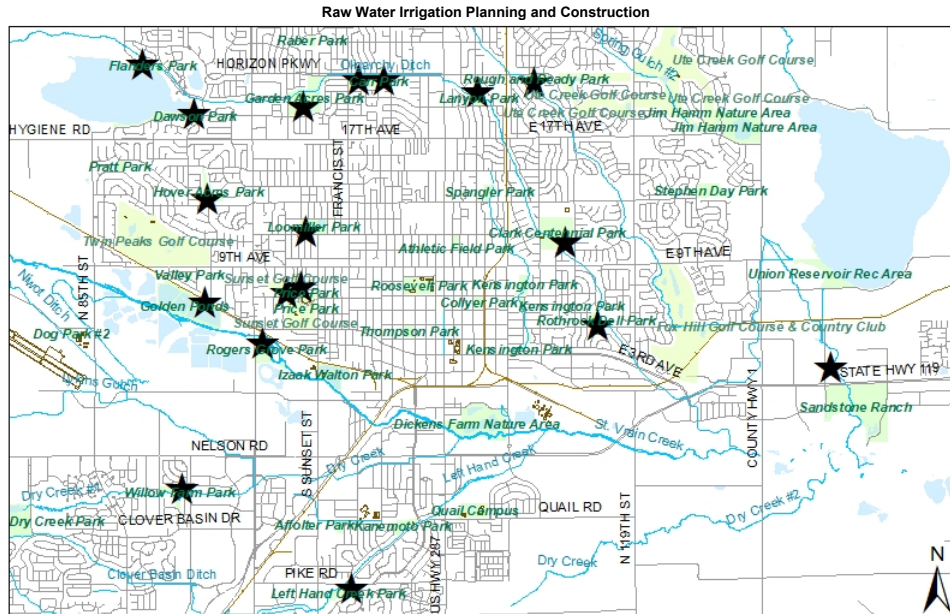 Raw Water Irrigation Planning and Construction
Raber Park
Spring Gulch #2
Flanders Park
HORIZON PKWY
Oligarchy Ditch
Ute Creek Golf Course
Carr Park
Rough and Ready Park
Garden Acres Park
Lanyon Park
Ute Creek Golf Course
Ute Creek Golf Course
Dawson Park
Ute Creek Golf Course
Jim Hamm Nature Area
HYGIENE RD
17TH AVE
E 17TH AVE
Jim Hamm Nature Area
Pratt Park
FRANCIS ST
Hover Acres Park
Spangler Park
Stephen Day Park
Loomiller Park
Clark Centennial Park
Twin Peaks Golf Course
Athletic Field Park
9TH AVE
E 9TH AVE
N 85TH ST
Valley Park
Sunset Golf Course
Union Reservoir Rec Area
Niwot Ditch
Roosevelt Park
Kensington Park
Price Park
Golden Ponds
Price Park
Collyer Park
Kensington Park
Sunset Golf Course
Rothrock Dell Park
Fox Hill Golf Course & Country Club
Dog Park #2
Thompson Park
Rogers Grove Park
Kensington Park
E 3RD AVE
Lyons Gulch
Izaak Walton Park
STATE HWY 119
COUNTY HWY 1
Sandstone Ranch
Dickens Farm Nature Area
St. Vrain Creek
S SUNSET ST
NELSON RD
Dry Creek
Left Hand Creek
Dry Creek #1
Willow Farm Park
Dry Creek #2
Dry Creek Park
CLOVER BASIN DR
Affolter Park
Kanemoto Park
Quail Campus
QUAIL RD
N 119TH ST
US HWY 287
Dry Creek
Clover Basin Ditch
PIKE RD
Left Hand Creek Park
N